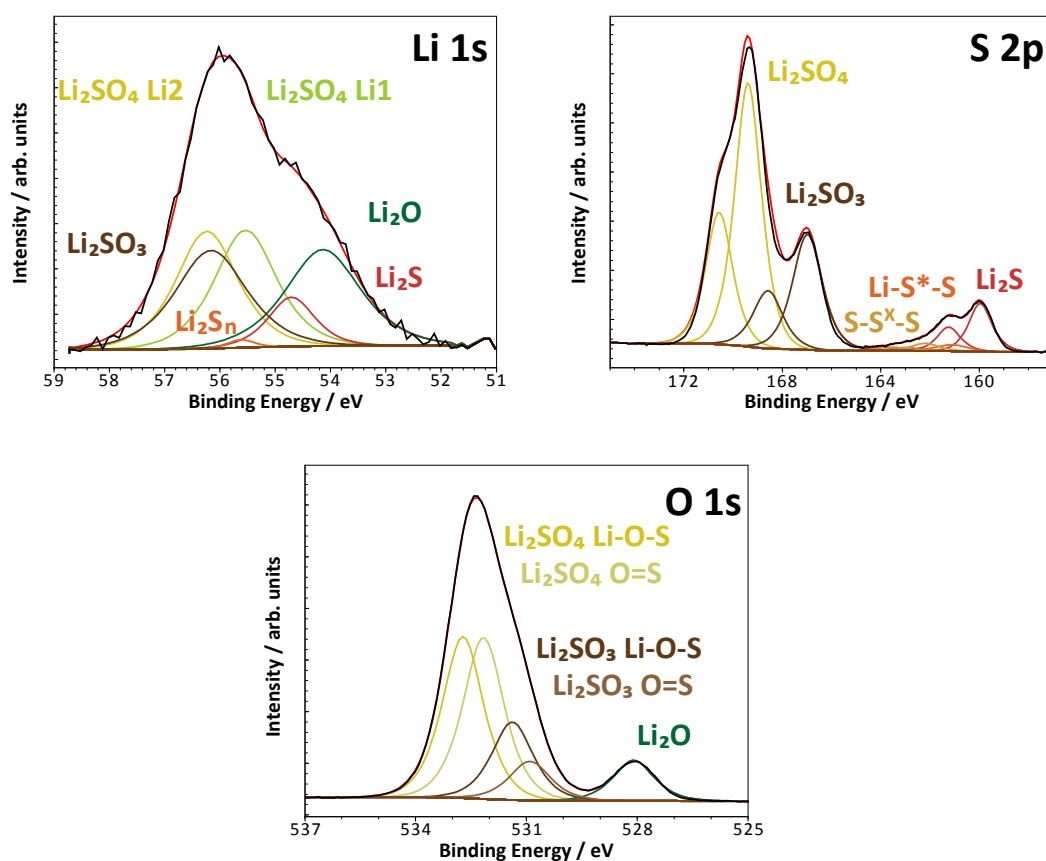 Li 1s
Li₂SO₄ Li2
Li₂SO₄ Li1
Li₂SO₃
Li₂O
Li₂S
Li₂Sₙ
Intensity / arb. units
59 58 57 56 55 54 53 52 51
Binding Energy / eV
S 2p
Li₂SO₄
Li₂SO₃
Li-S*-S
S-Sˣ-S
Li₂S
Intensity / arb. units
172 168 164 160
Binding Energy / eV
O 1s
Li₂SO₄ Li-O-S
Li₂SO₄ O=S
Li₂SO₃ Li-O-S
Li₂SO₃ O=S
Li₂O
Intensity / arb. units
537 534 531 528 525
Binding Energy / eV